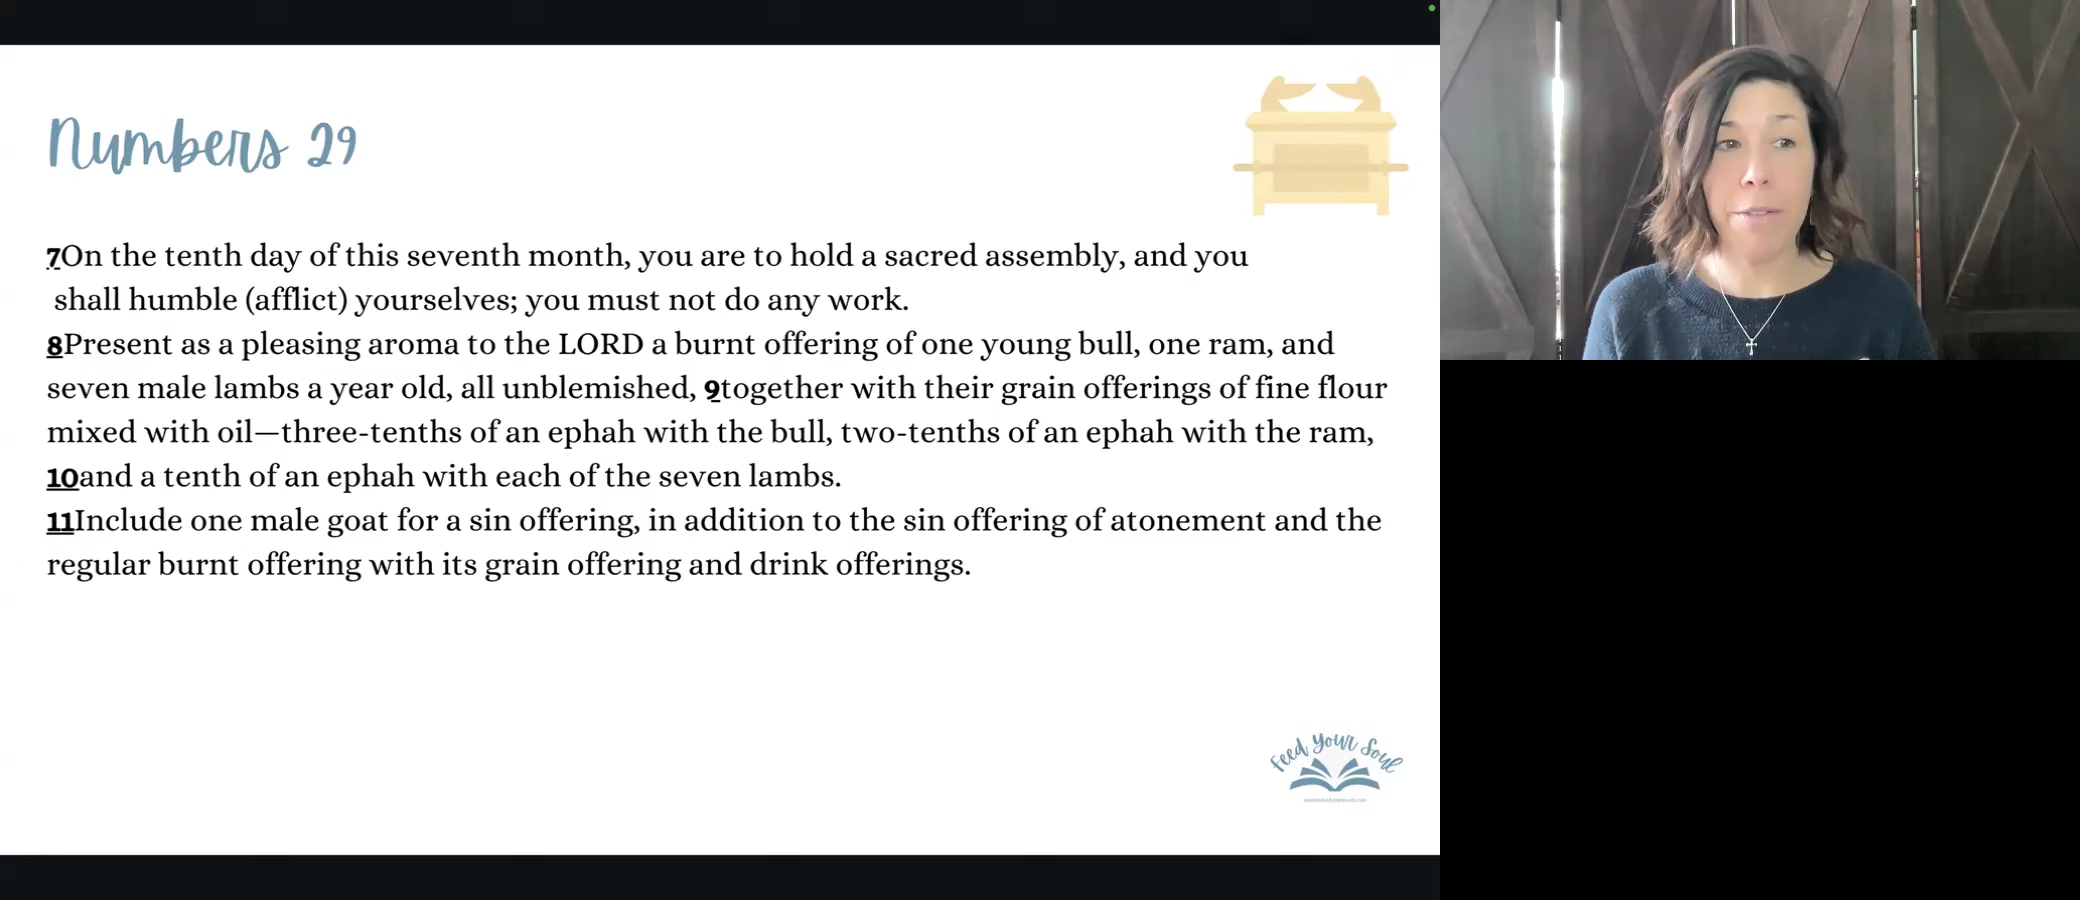 Numbers 29
7On the tenth day of this seventh month, you are to hold a sacred assembly, and you
shall humble (afflict) yourselves; you must not do any work.
8Present as a pleasing aroma to the LORD a burnt offering of one young bull, one ram, and
seven male lambs a year old, all unblemished, 9together with their grain offerings of fine flour
mixed with oil—three-tenths of an ephah with the bull, two-tenths of an ephah with the ram,
10and a tenth of an ephah with each of the seven lambs.
11Include one male goat for a sin offering, in addition to the sin offering of atonement and the
regular burnt offering with its grain offering and drink offerings.
Feed Your Soul